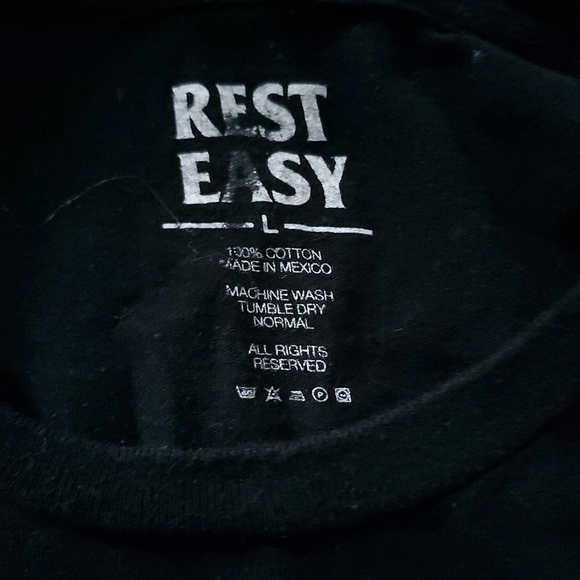 REST
EASY
L
100% COTTON
MADE IN MEXICO
MACHINE WASH
TUMBLE DRY
NORMAL
ALL RIGHTS
RESERVED
P